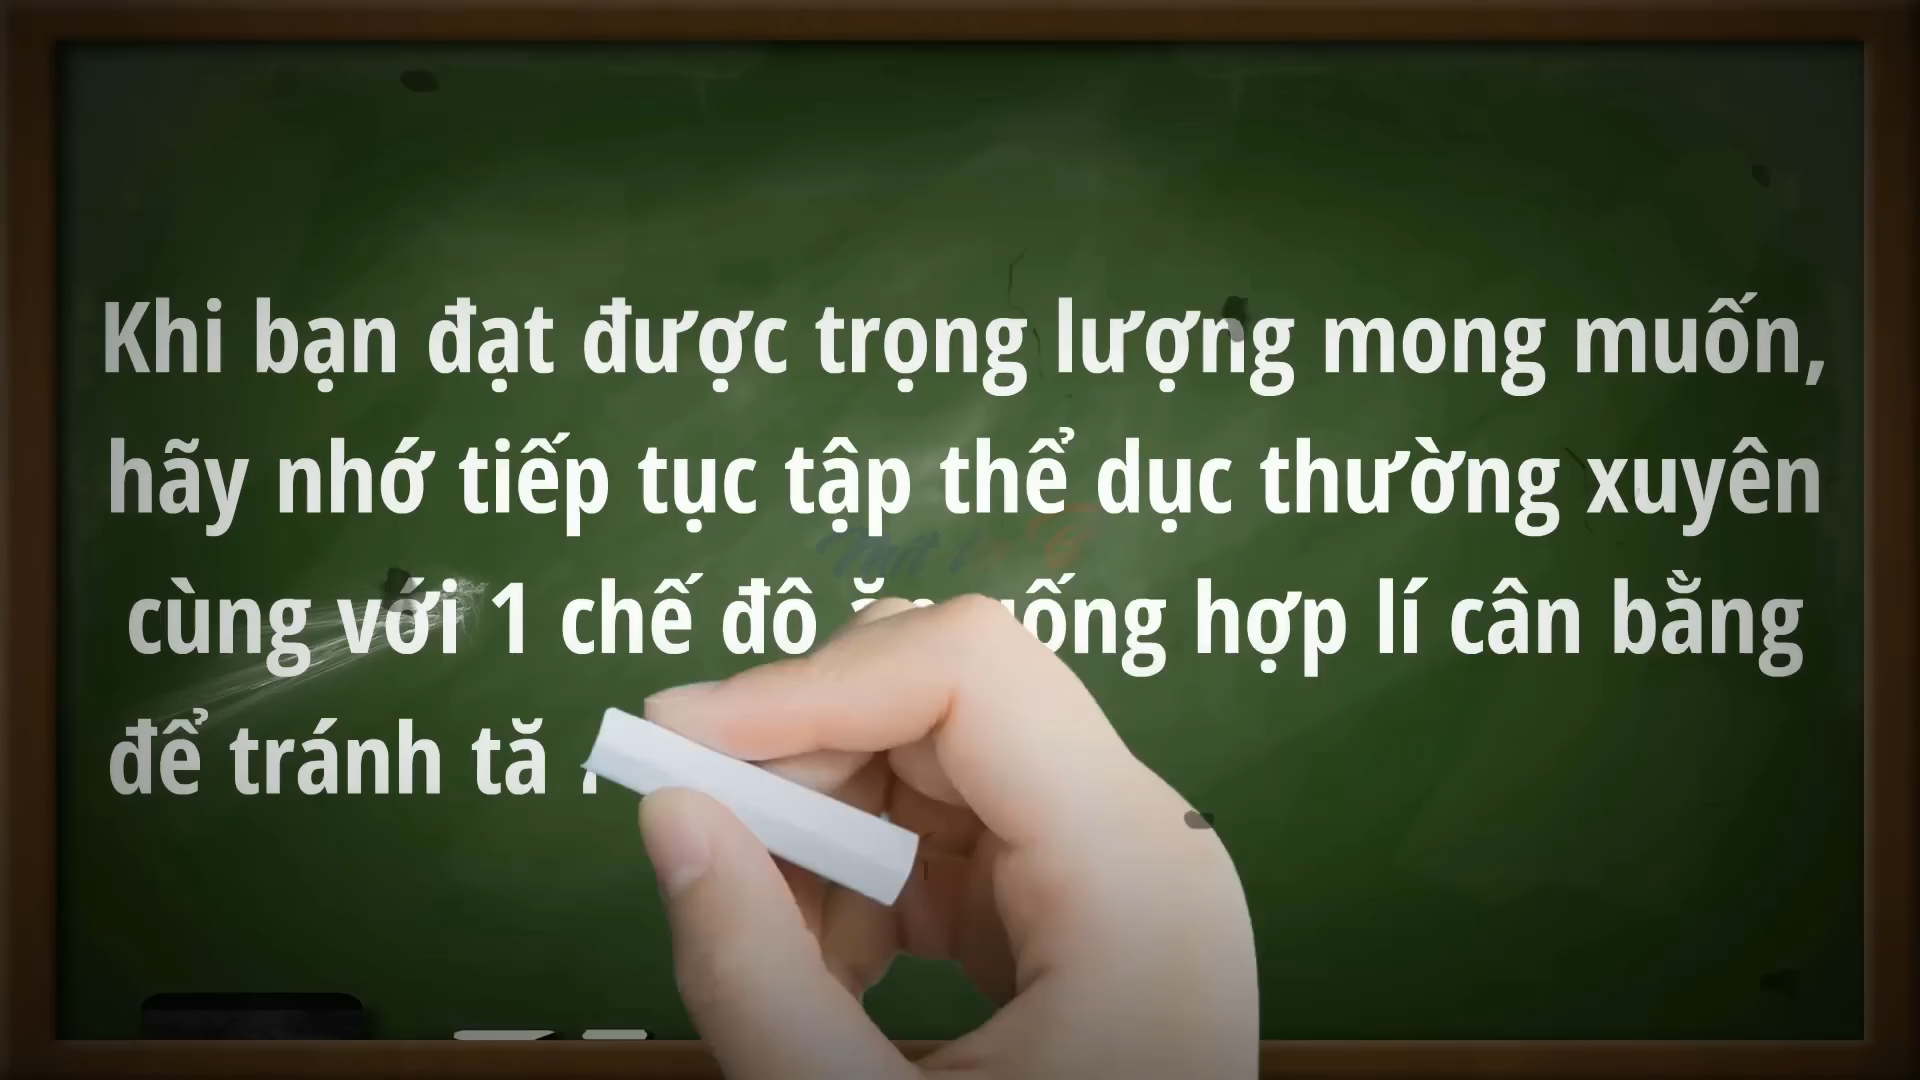 Khi bạn đạt được trọng lượng mong muốn,
hãy nhớ tiếp tục tập thể dục thường xuyên
cùng với 1 chế đô hợp lí cân bằng
để tránh tă